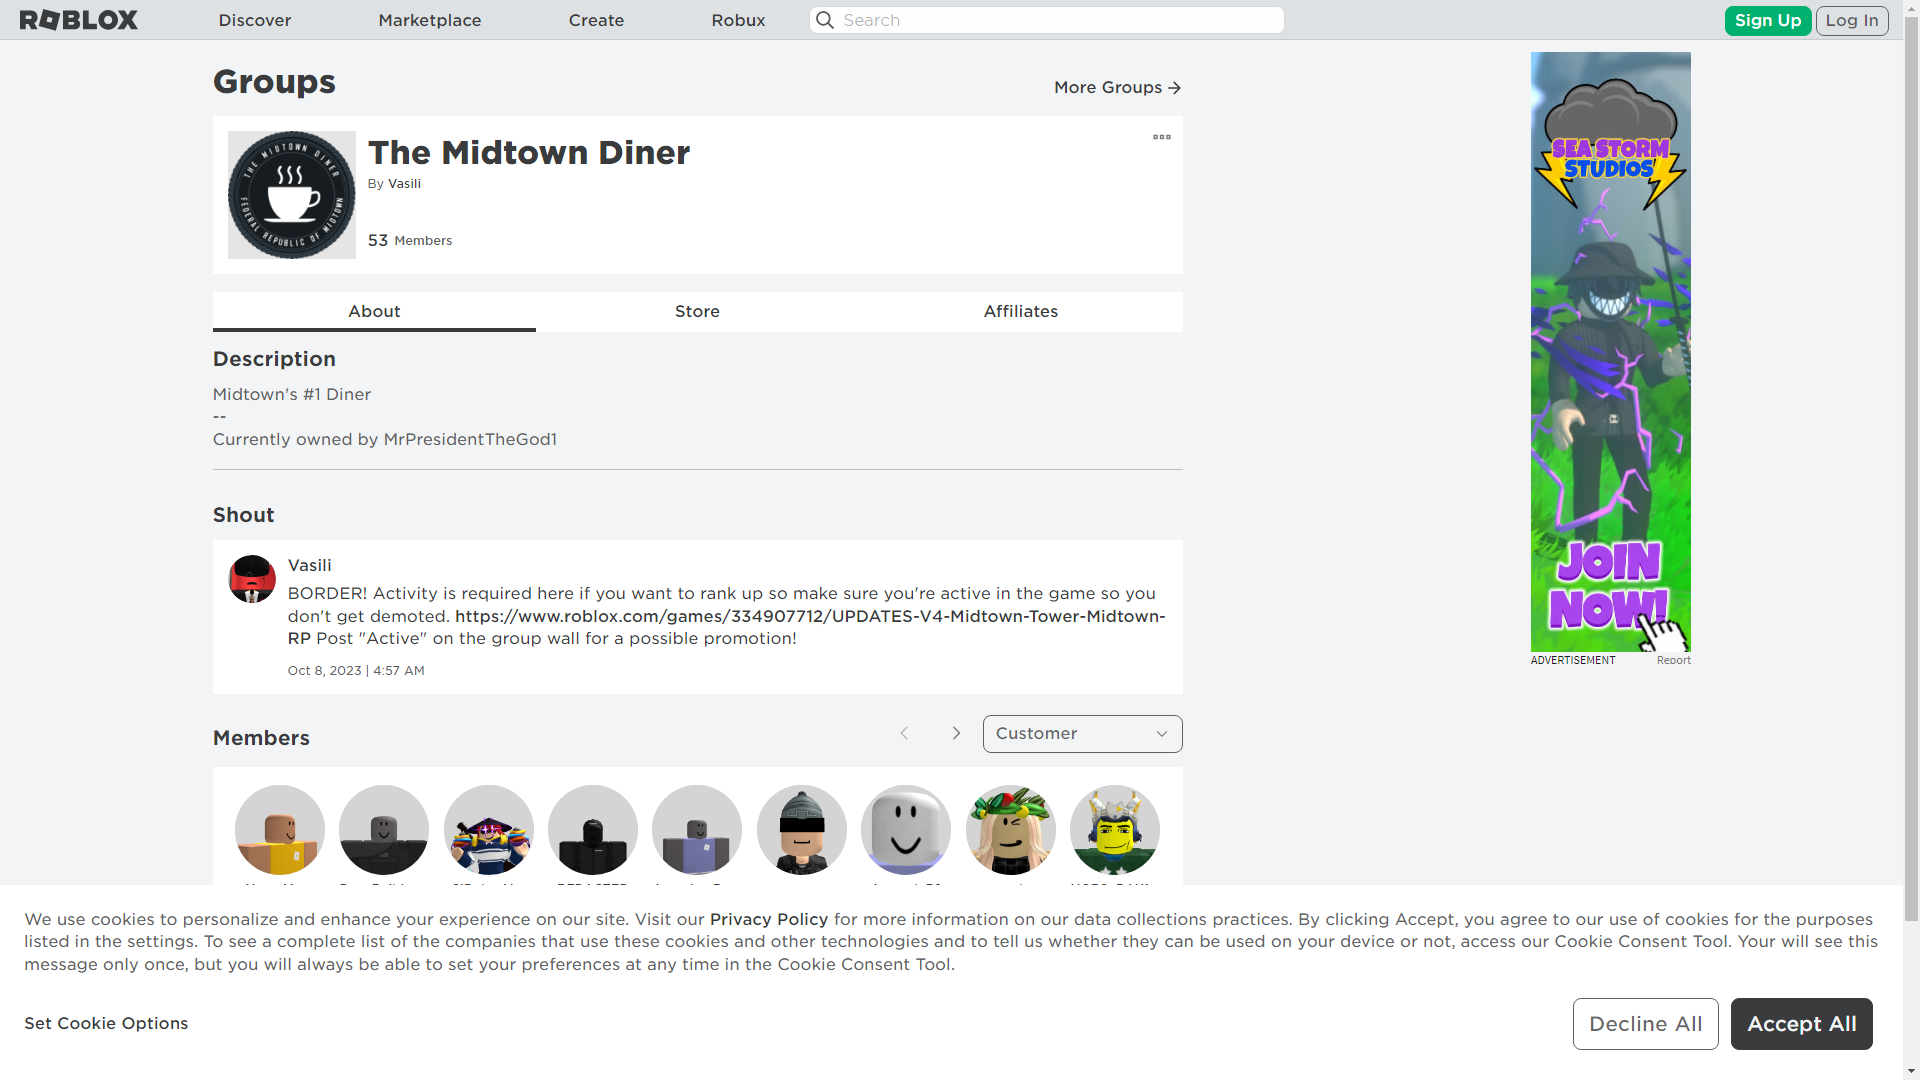 ROBLOX
Discover
Marketplace
Create
Robux
Search
Sign Up
Log In
Groups
More Groups
THE MIDTOWN DINER
FEDERAL REPUBLIC OF MIDTOWN
The Midtown Diner
By Vasili
53 Members
About
Store
Affiliates
Description
Midtown's #1 Diner
--
Currently owned by MrPresidentTheGod1
Shout
Vasili
BORDER! Activity is required here if you want to rank up so make sure you're active in the game so you
don't get demoted. https://www.roblox.com/games/334907712/UPDATES-V4-Midtown-Tower-Midtown-
RP Post "Active" on the group wall for a possible promotion!
Oct 8, 2023 | 4:57 AM
Members
Customer
SEA STORM
STUDIOS
JOIN
NOW!
ADVERTISEMENT
Report
We use cookies to personalize and enhance your experience on our site. Visit our Privacy Policy for more information on our data collections practices. By clicking Accept, you agree to our use of cookies for the purposes
listed in the settings. To see a complete list of the companies that use these cookies and other technologies and to tell us whether they can be used on your device or not, access our Cookie Consent Tool. Your will see this
message only once, but you will always be able to set your preferences at any time in the Cookie Consent Tool.
Set Cookie Options
Decline All
Accept All